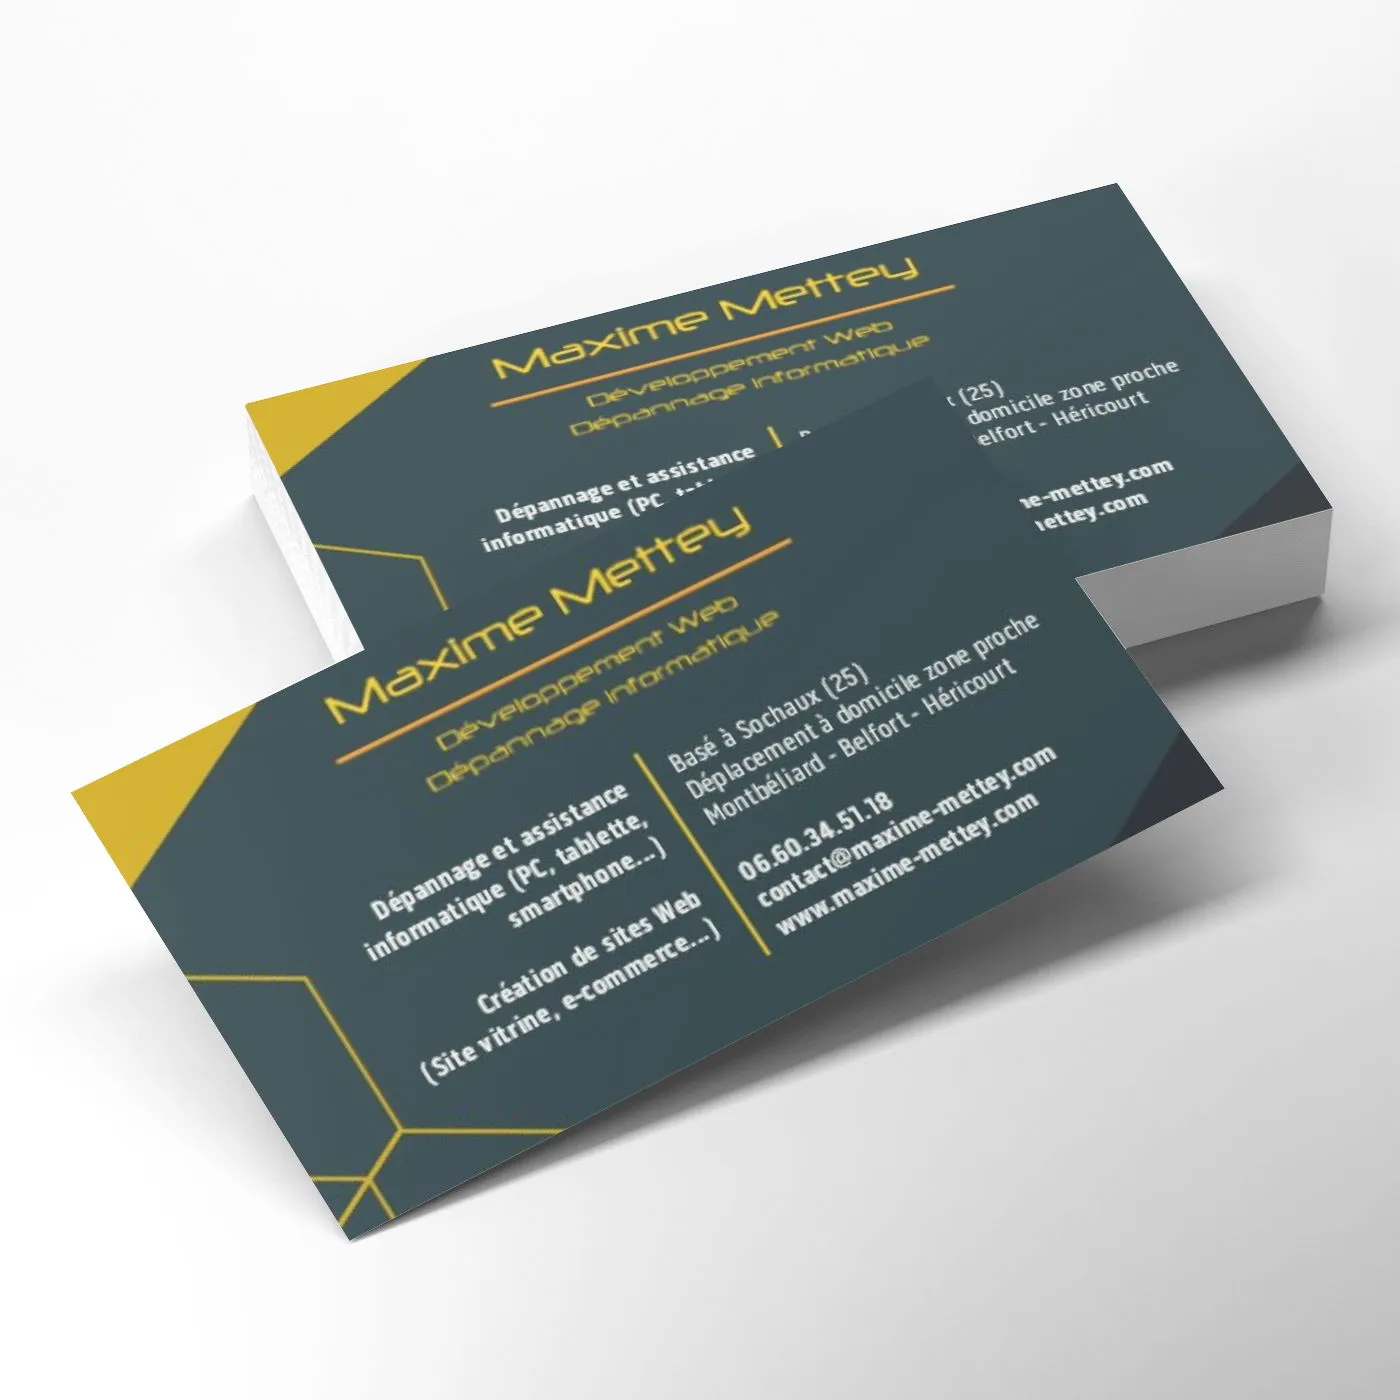 Maxime Mettey
Développement Web
Dépannage Informatique
Dépannage et assistance
informatique (PC
(25)
domicile zone proche
Belfort - Héricourt
me-mettey.com
mettey.com
Maxime Mettey
Développement Web
Dépannage Informatique
Dépannage et assistance
informatique (PC, tablette,
smartphone...)
Création de sites Web
(Site vitrine, e-commerce...)
Basé à Sochaux (25)
Déplacement à domicile zone proche
Montbéliard - Belfort - Héricourt
06.60.34.51.18
contact@maxime-mettey.com
www.maxime-mettey.com